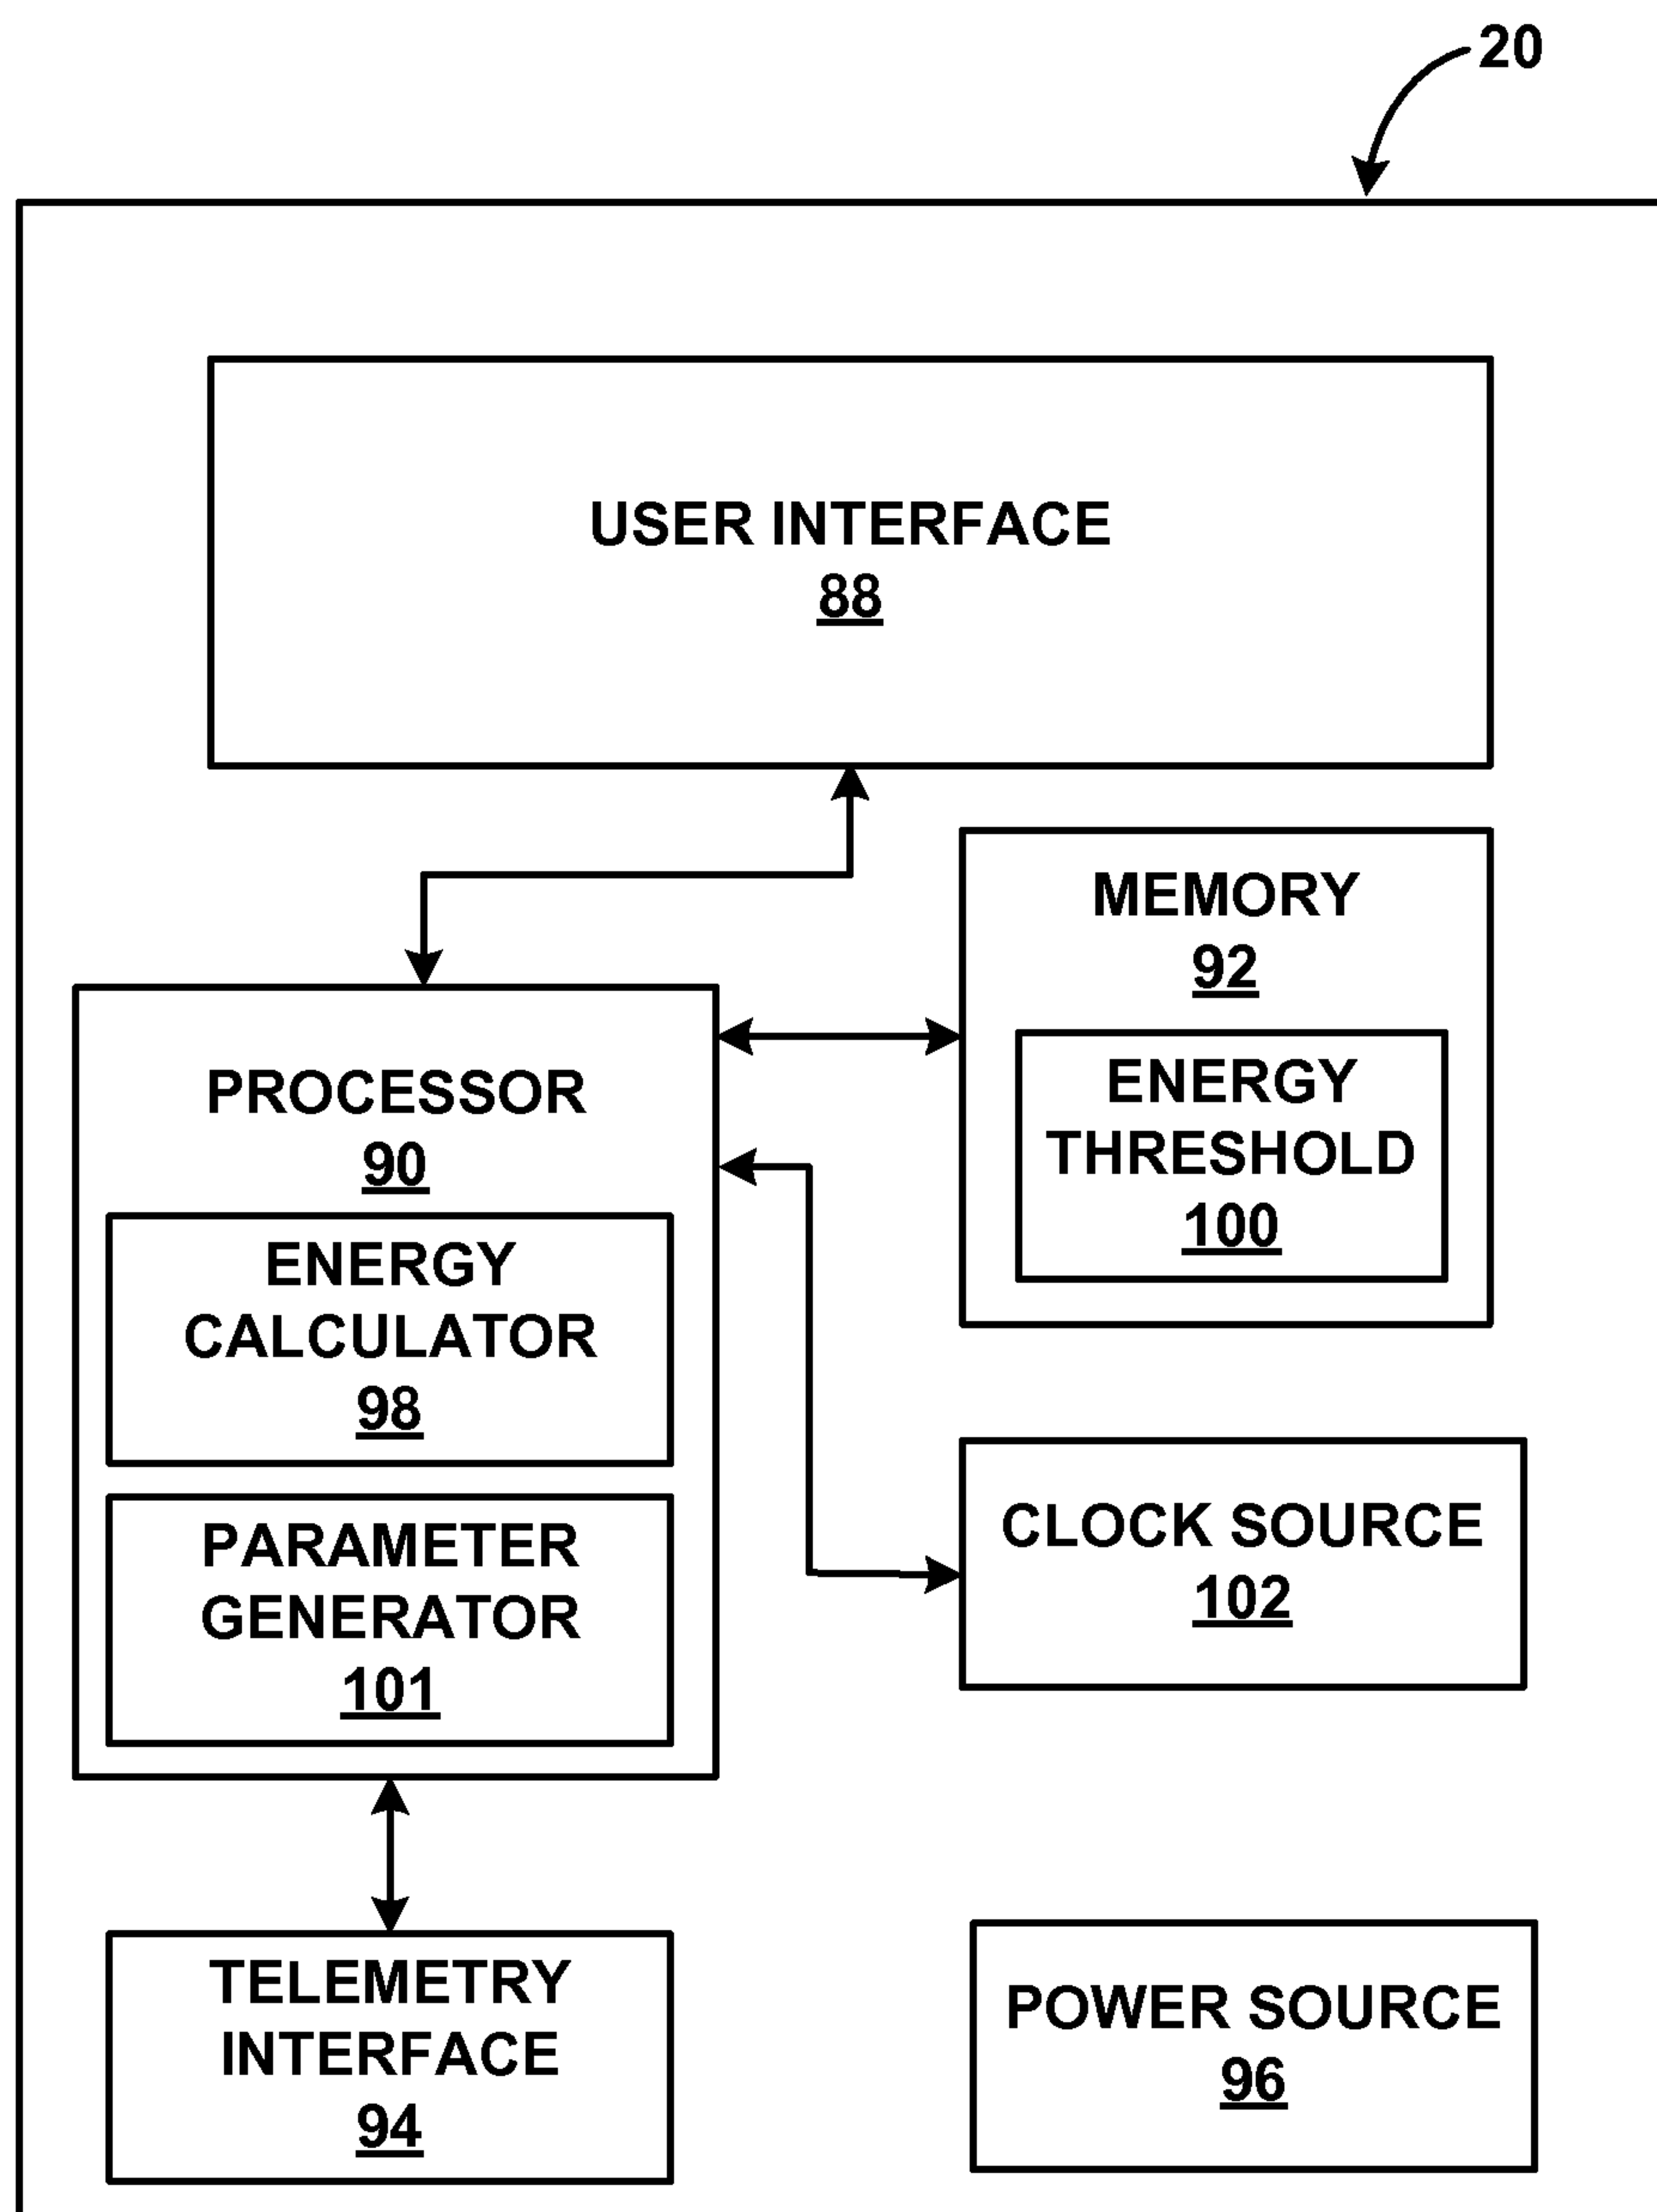 20
USER INTERFACE
88
MEMORY
92
ENERGY
THRESHOLD
100
PROCESSOR
90
ENERGY
CALCULATOR
98
PARAMETER
GENERATOR
101
CLOCK SOURCE
102
TELEMETRY
INTERFACE
94
POWER SOURCE
96